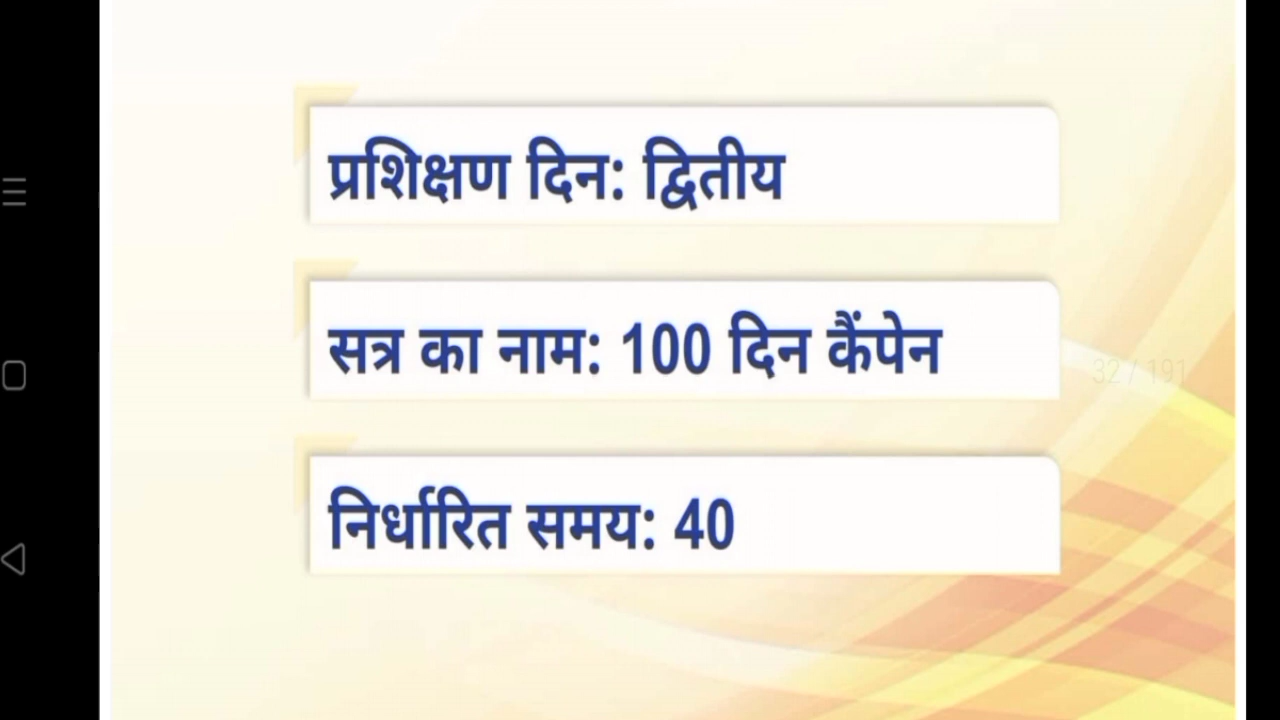 प्रशिक्षण दिन: द्वितीय
सत्र का नाम: 100 दिन कैंपेन
32 / 191
निर्धारित समय: 40